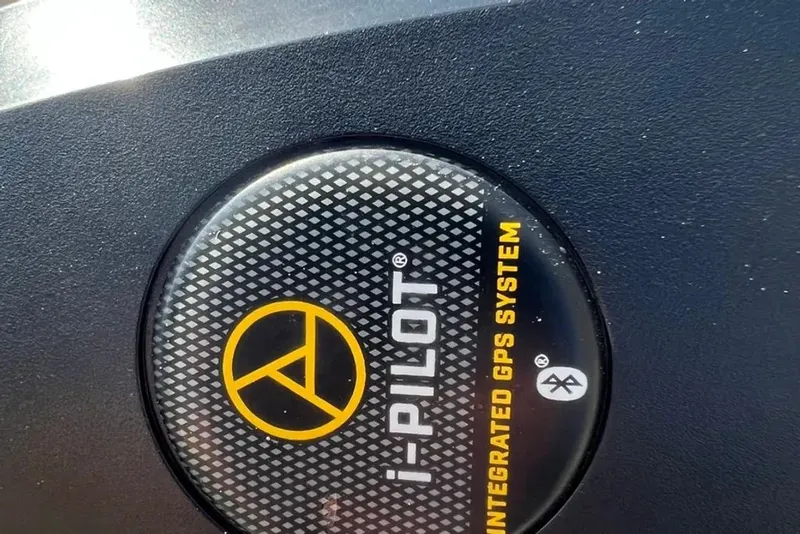 i-PILOT®
INTEGRATED GPS SYSTEM
®